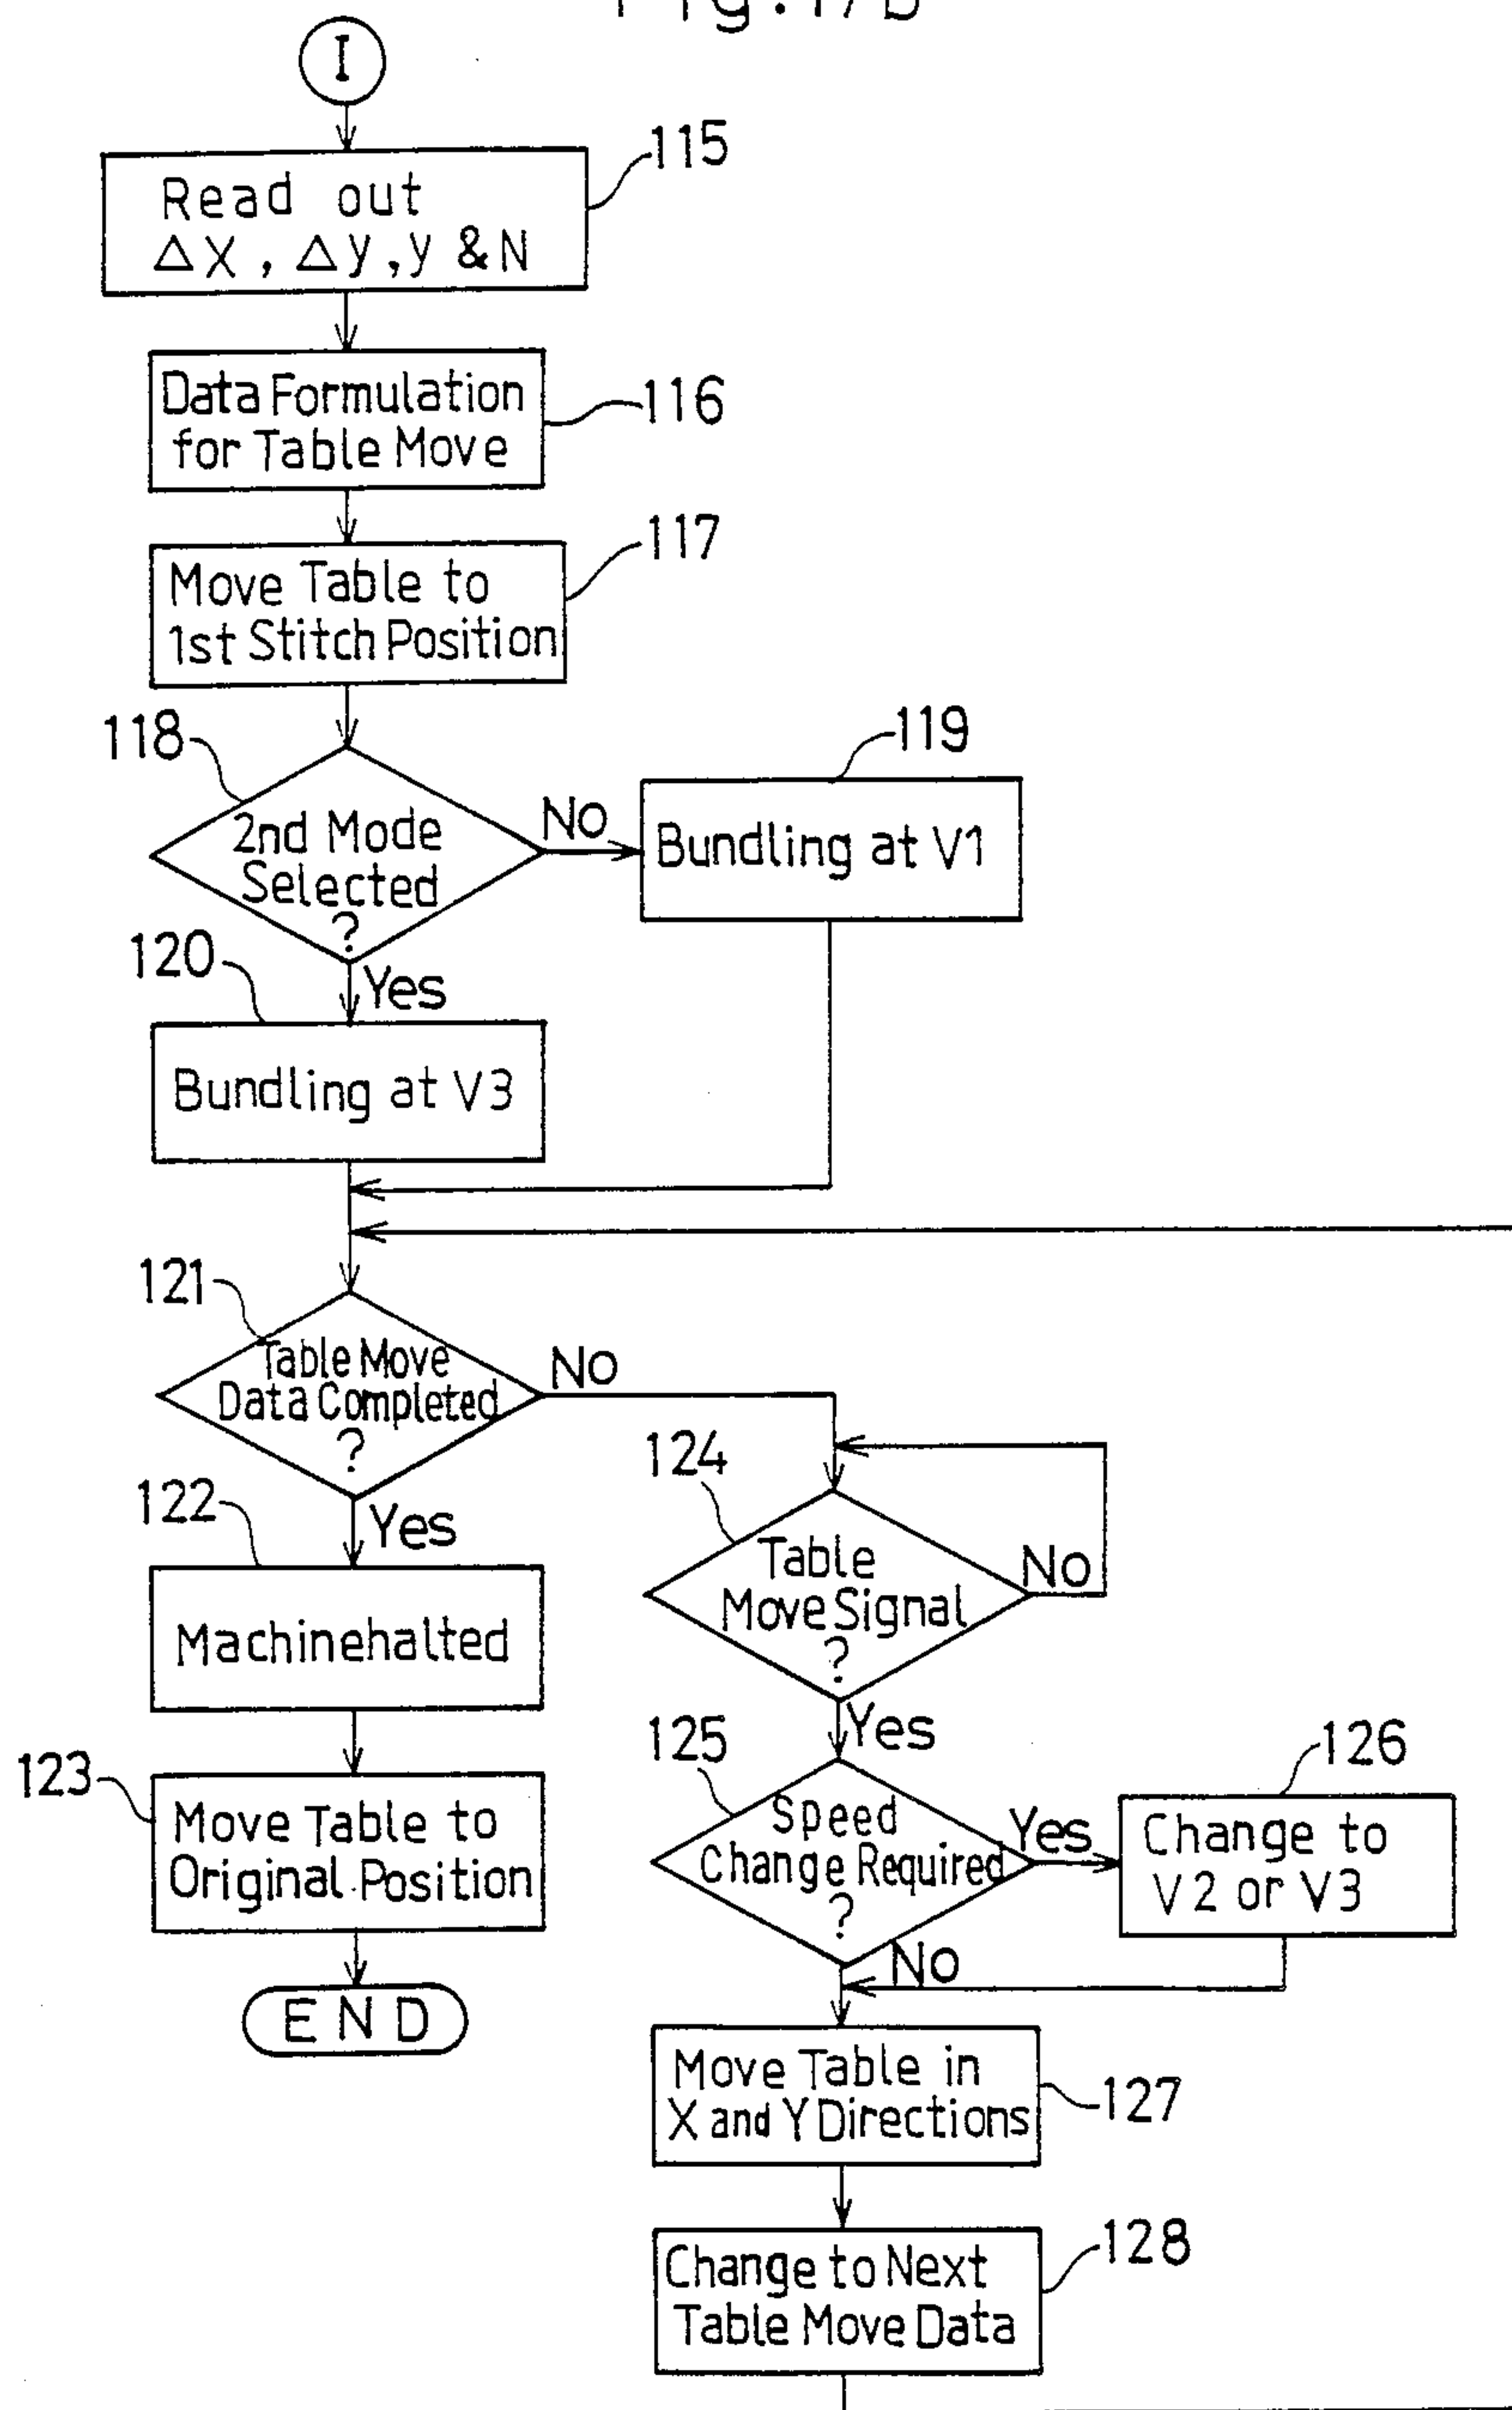 I
115
Read out
△X, △y, y & N
Data Formulation
for Table Move
116
Move Table to
1st Stitch Position
117
118
2nd Mode
Selected
?
No
119
Bundling at V1
Yes
120
Bundling at V3
121
Table Move
Data Completed
?
No
Yes
122
Machinehalted
123
Move Table to
Original Position
END
124
Table
Move Signal
?
No
Yes
125
Speed
Change Required
?
Yes
126
Change to
V2 or V3
No
Move Table in
X and Y Directions
127
Change to Next
Table Move Data
128